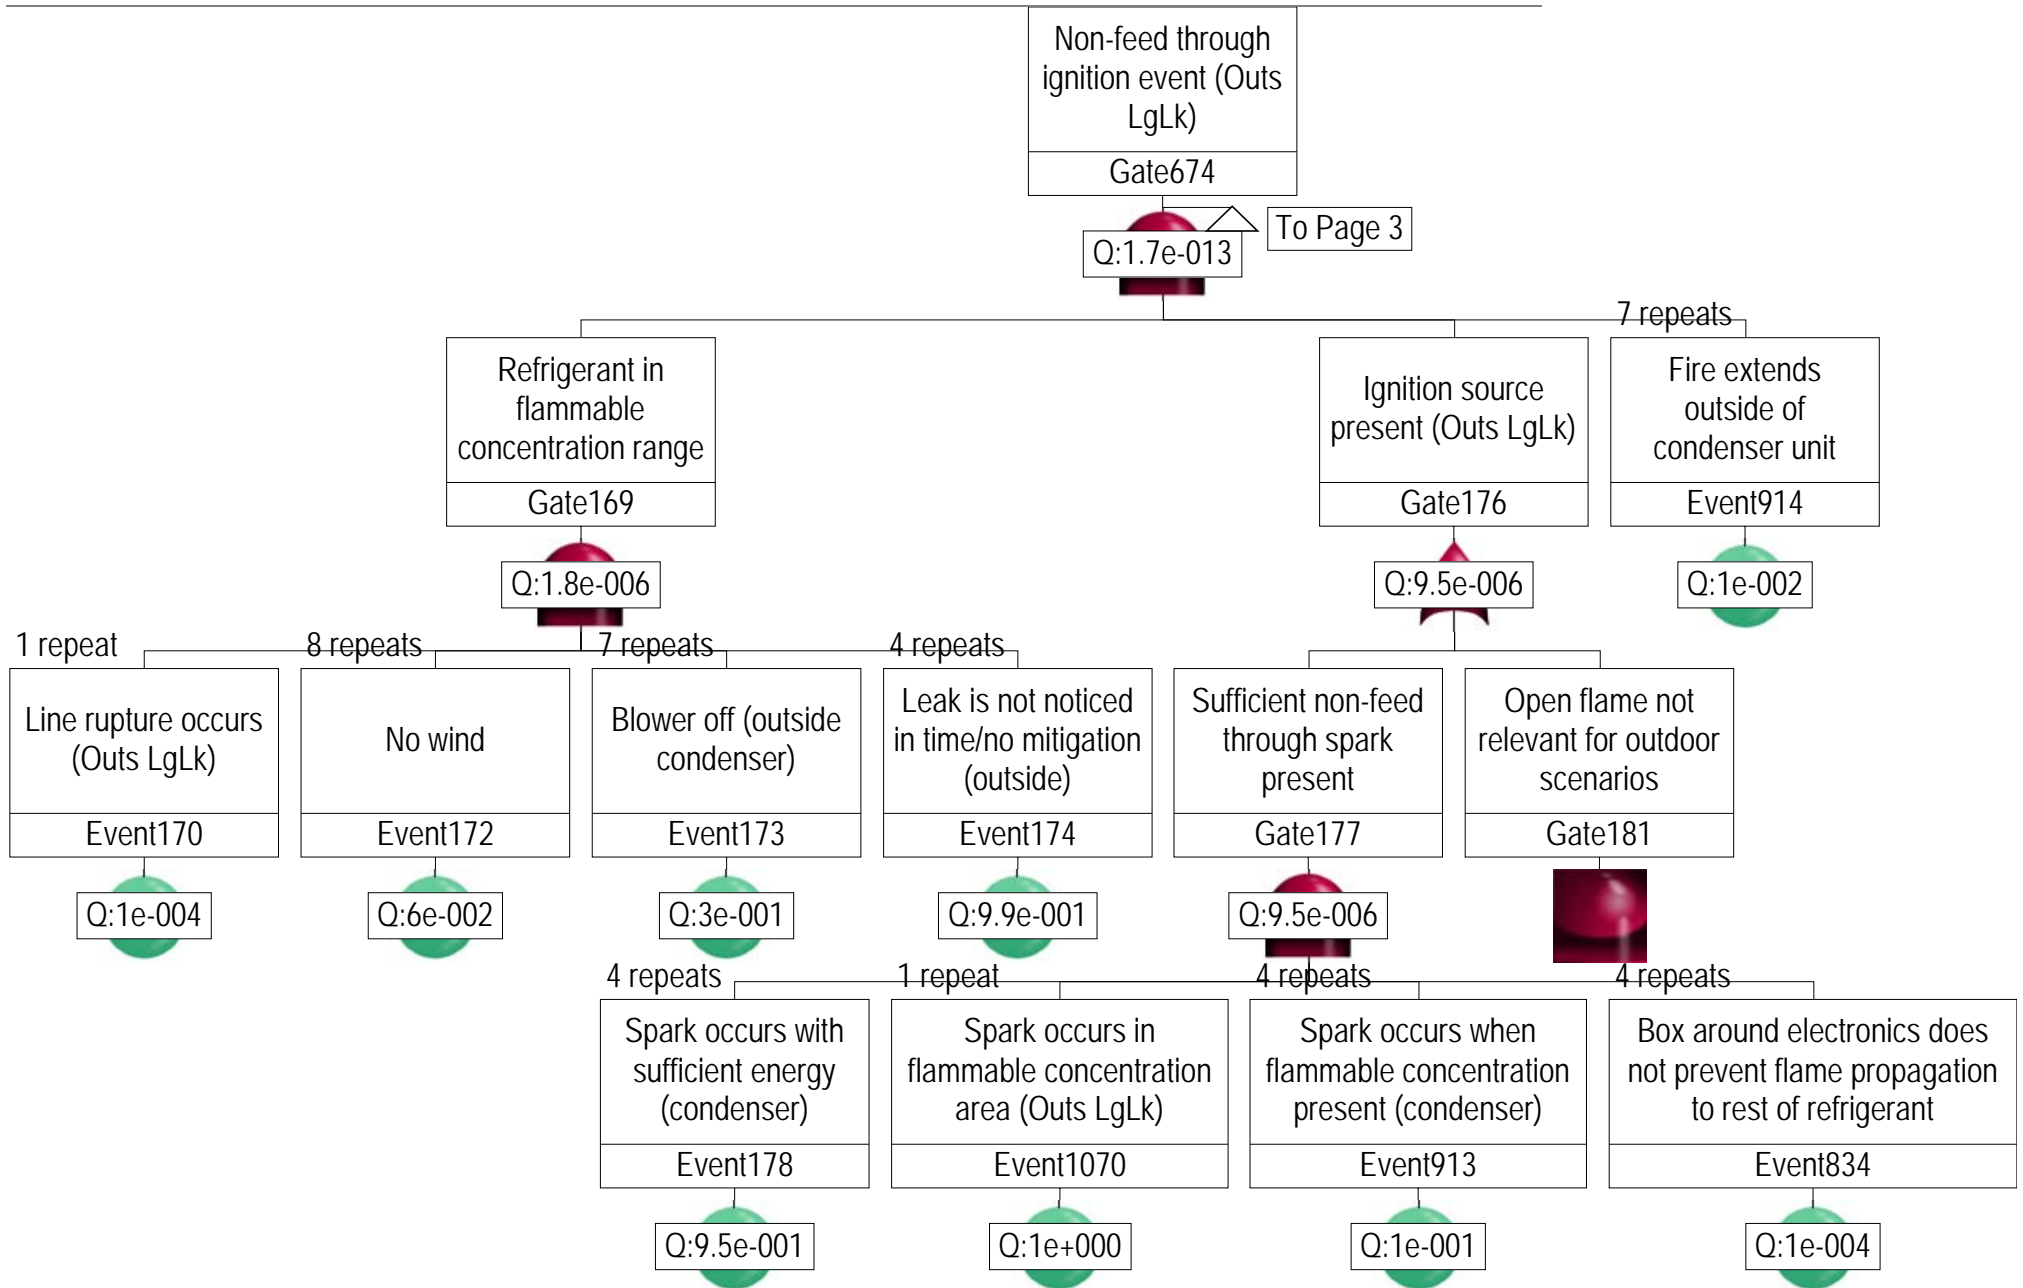 Non-feed through
ignition event (Outs
LgLk)
Gate674
To Page 3
Q:1.7e-013
7 repeats
Refrigerant in
flammable
concentration range
Gate169
Q:1.8e-006
Ignition source
present (Outs LgLk)
Gate176
Q:9.5e-006
Fire extends
outside of
condenser unit
Event914
Q:1e-002
1 repeat
8 repeats
7 repeats
4 repeats
Line rupture occurs
(Outs LgLk)
Event170
Q:1e-004
No wind
Event172
Q:6e-002
Blower off (outside
condenser)
Event173
Q:3e-001
Leak is not noticed
in time/no mitigation
(outside)
Event174
Q:9.9e-001
Sufficient non-feed
through spark
present
Gate177
Q:9.5e-006
Open flame not
relevant for outdoor
scenarios
Gate181
4 repeats
1 repeat
4 repeats
4 repeats
Spark occurs with
sufficient energy
(condenser)
Event178
Q:9.5e-001
Spark occurs in
flammable concentration
area (Outs LgLk)
Event1070
Q:1e+000
Spark occurs when
flammable concentration
present (condenser)
Event913
Q:1e-001
Box around electronics does
not prevent flame propagation
to rest of refrigerant
Event834
Q:1e-004